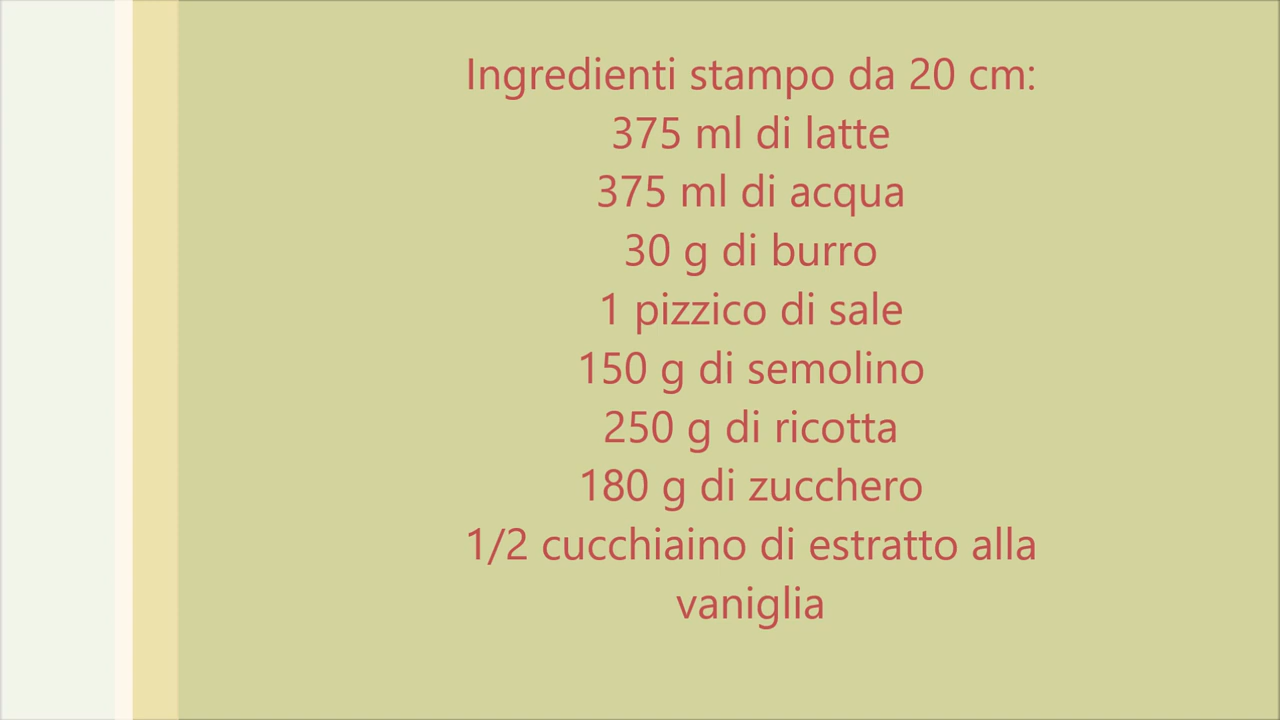 Ingredienti stampo da 20 cm:
375 ml di latte
375 ml di acqua
30 g di burro
1 pizzico di sale
150 g di semolino
250 g di ricotta
180 g di zucchero
1/2 cucchiaino di estratto alla
vaniglia